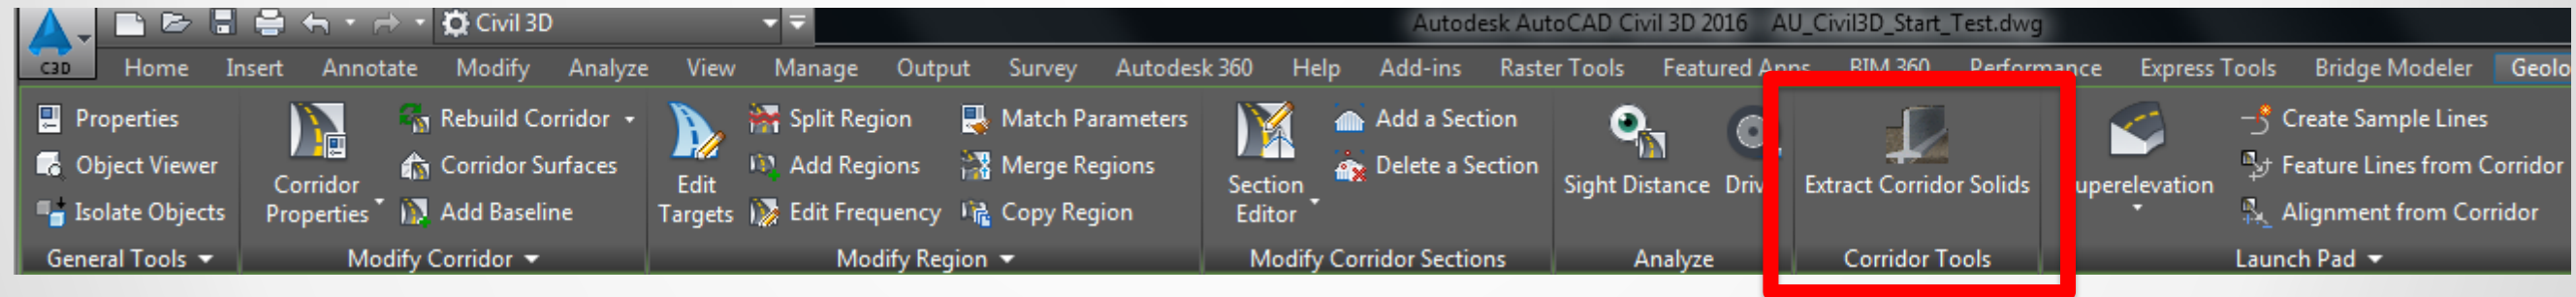 Civil 3D
Autodesk AutoCAD Civil 3D 2016 AU_Civil3D_Start_Test.dwg
C3D Home Insert Annotate Modify Analyze View Manage Output Survey Autodesk 360 Help Add-ins Raster Tools Featured Apps BIM 360 Performance Express Tools Bridge Modeler Geolo
Properties
Object Viewer
Isolate Objects
General Tools
Corridor
Properties
Rebuild Corridor
Corridor Surfaces
Add Baseline
Modify Corridor
Edit
Targets
Split Region
Add Regions
Edit Frequency
Match Parameters
Merge Regions
Copy Region
Modify Region
Section
Editor
Add a Section
Delete a Section
Modify Corridor Sections
Sight Distance
Driv
Analyze
Extract Corridor Solids
Corridor Tools
uperelevation
Create Sample Lines
Feature Lines from Corridor
Alignment from Corridor
Launch Pad